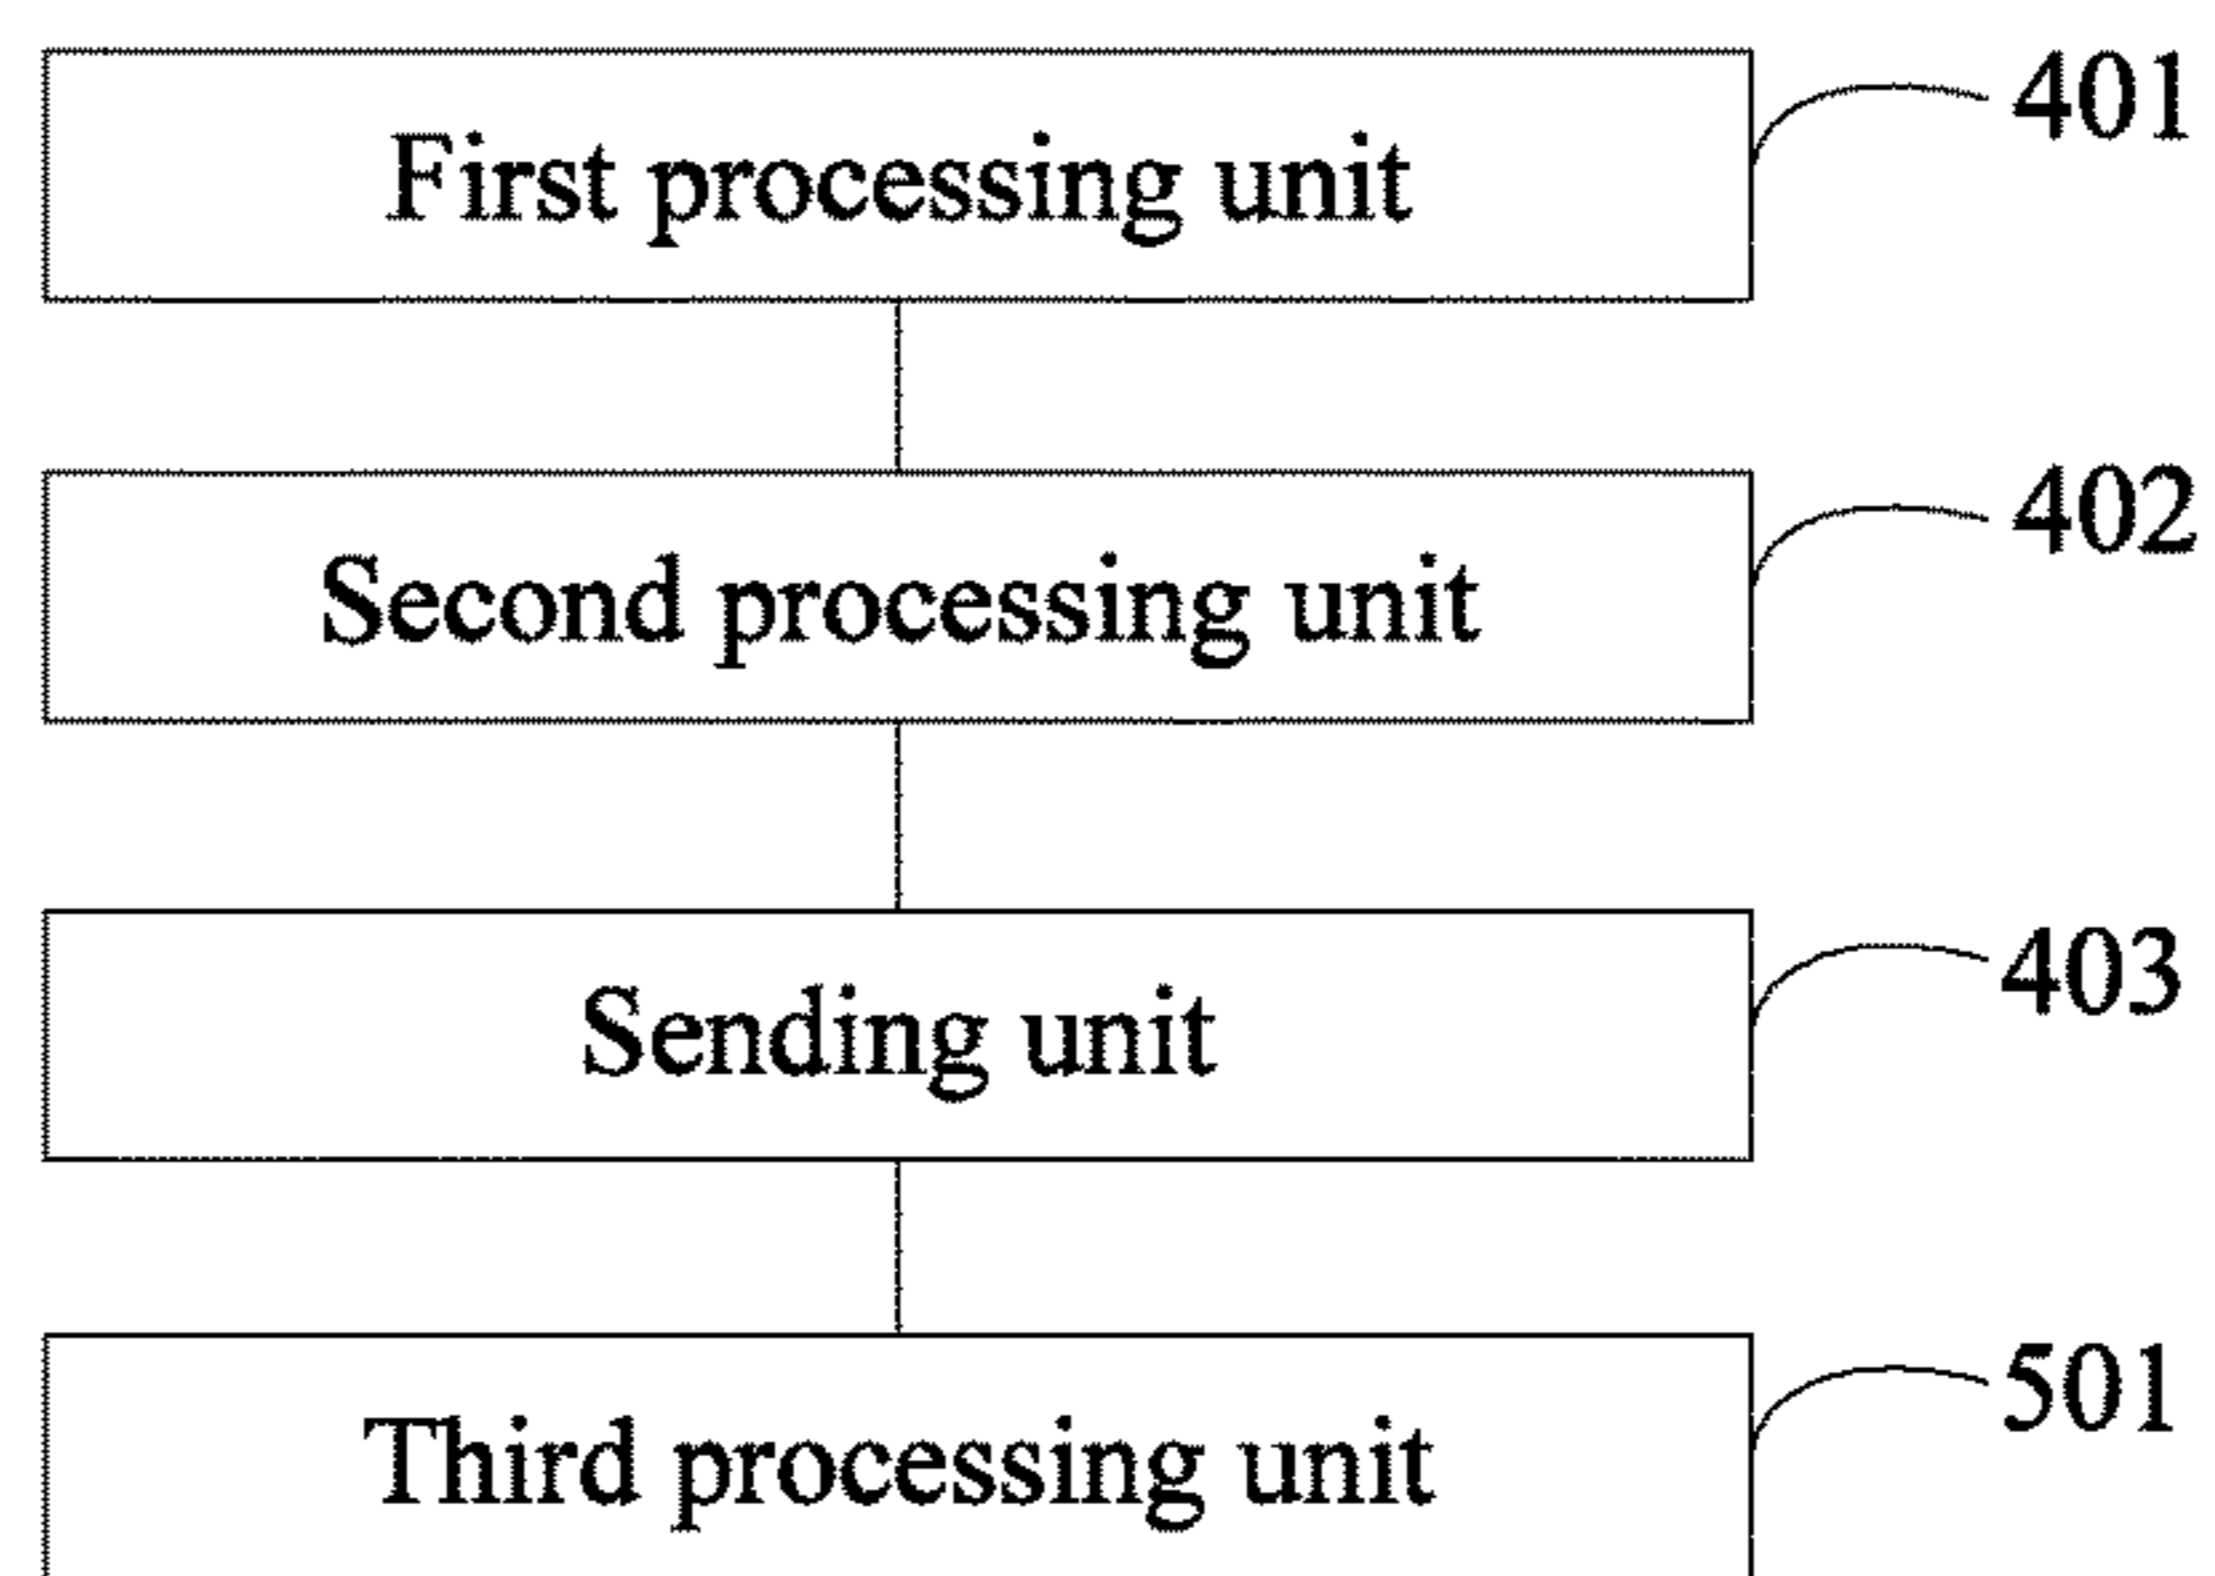 First processing unit 401
Second processing unit 402
Sending unit 403
Third processing unit 501